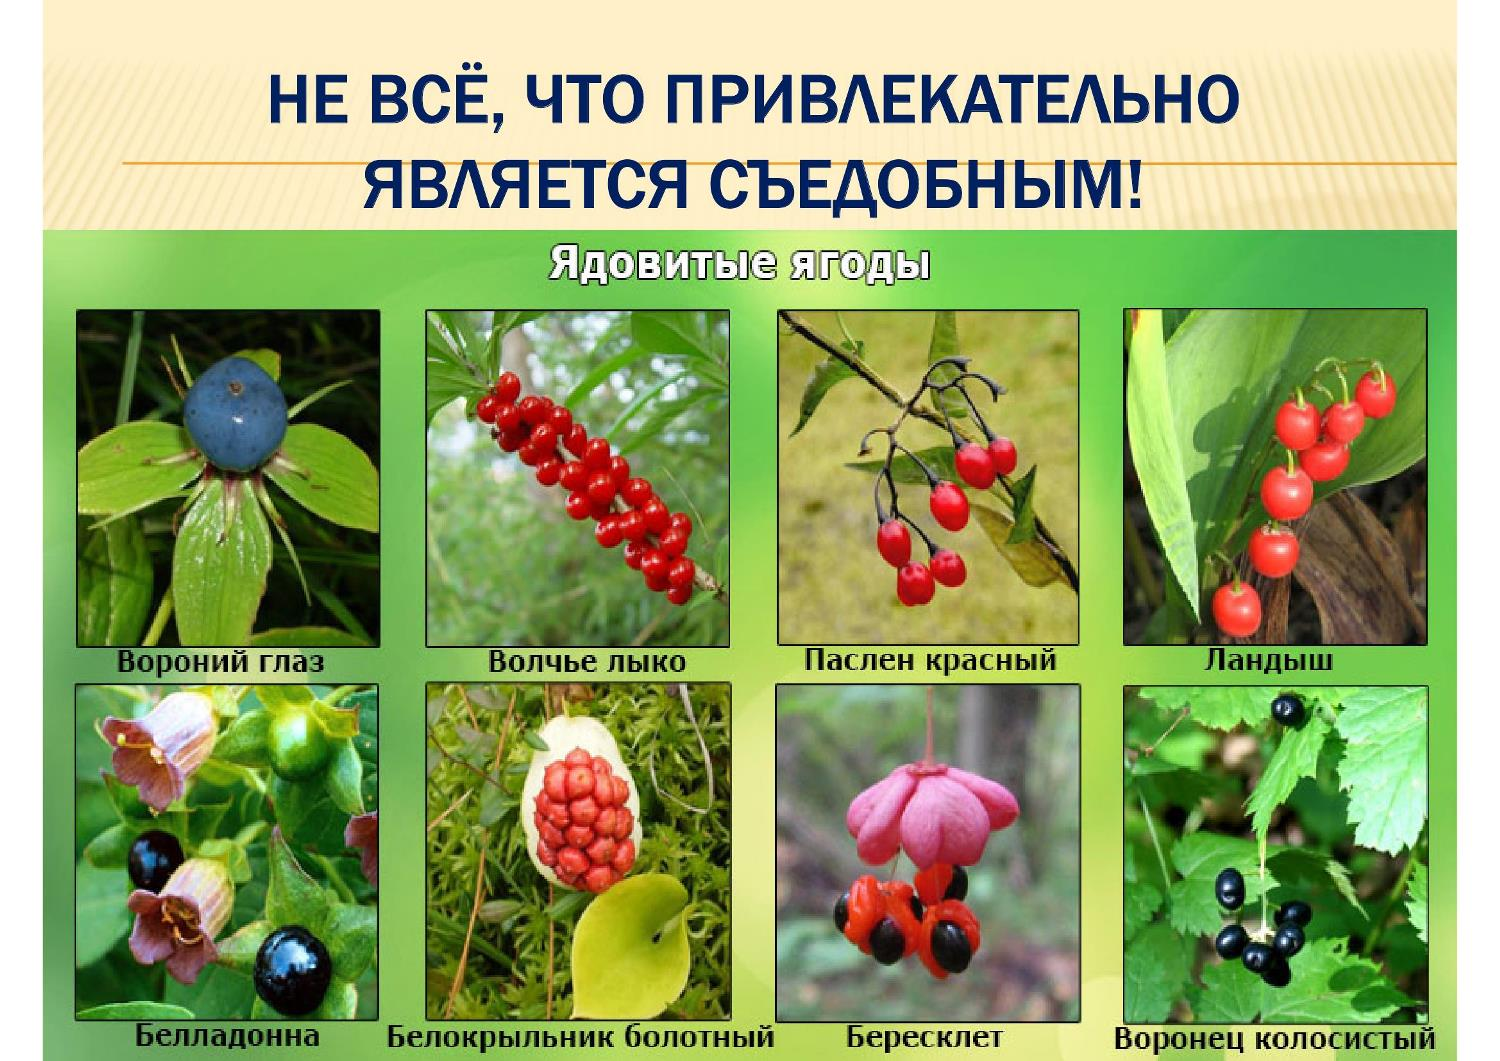 НЕ ВСЁ, ЧТО ПРИВЛЕКАТЕЛЬНО
ЯВЛЯЕТСЯ СЪЕДОБНЫМ!
Ядовитые ягоды
Вороний глаз
Волчье лыко
Паслен красный
Ландыш
Белладонна
Белокрыльник болотный
Бересклет
Воронец колосистый